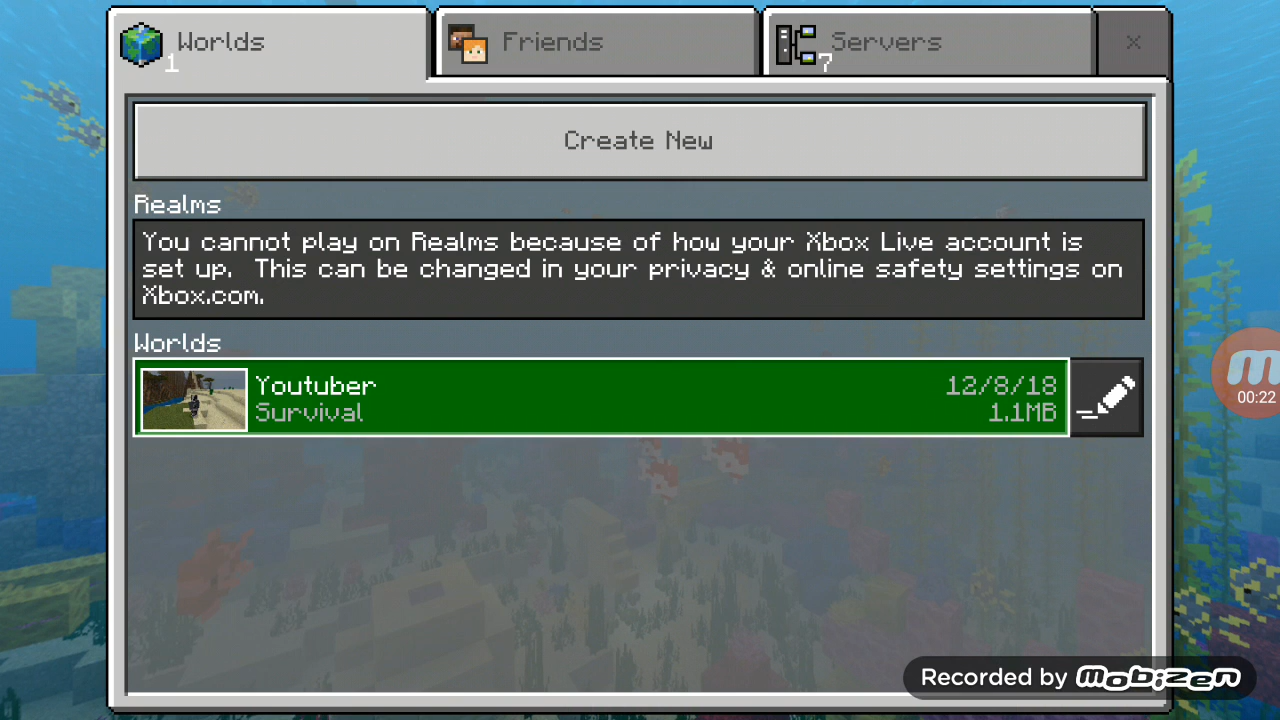 Worlds
1
Friends
Servers
7
Create New
Realms
You cannot play on Realms because of how your Xbox Live account is
set up. This can be changed in your privacy & online safety settings on
Xbox.com.
Worlds
Youtuber
12/8/18
Survival
1.1MB
00:22
Recorded by Mobizen